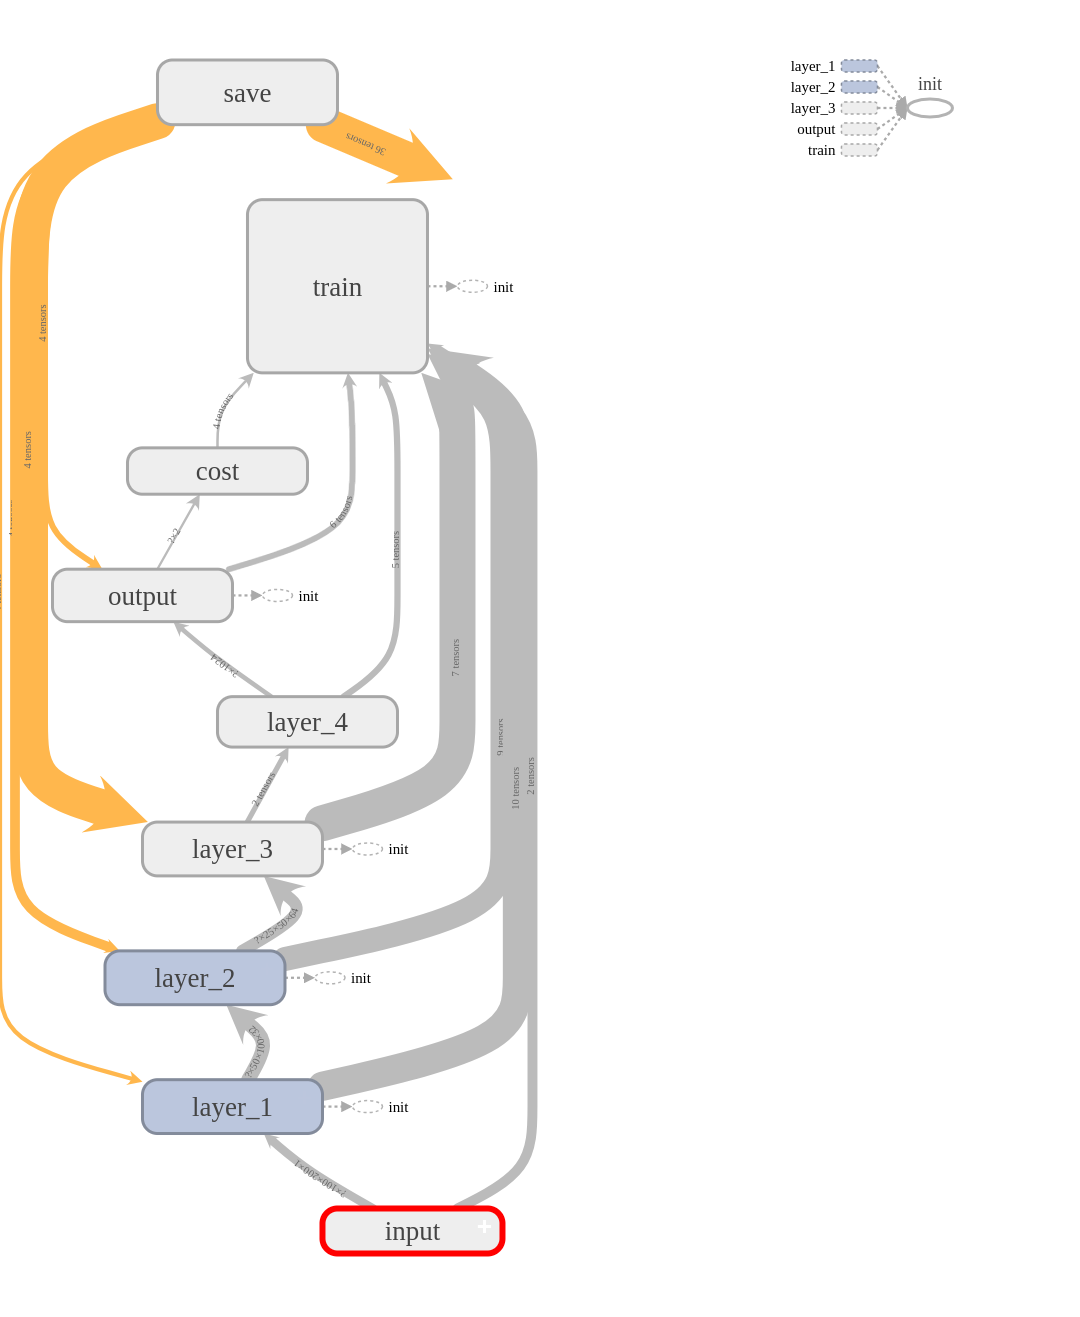 save
layer_1
layer_2
layer_3
output
train
init
36 tensors
train
init
4 tensors
4 tensors
4 tensors
cost
6 tensors
?×2
5 tensors
output
init
?×1024
7 tensors
layer_4
9 tensors
10 tensors
2 tensors
2 tensors
layer_3
init
?×25×50×64
layer_2
init
?×50×100×
layer_1
init
?×100×200×1
input
+